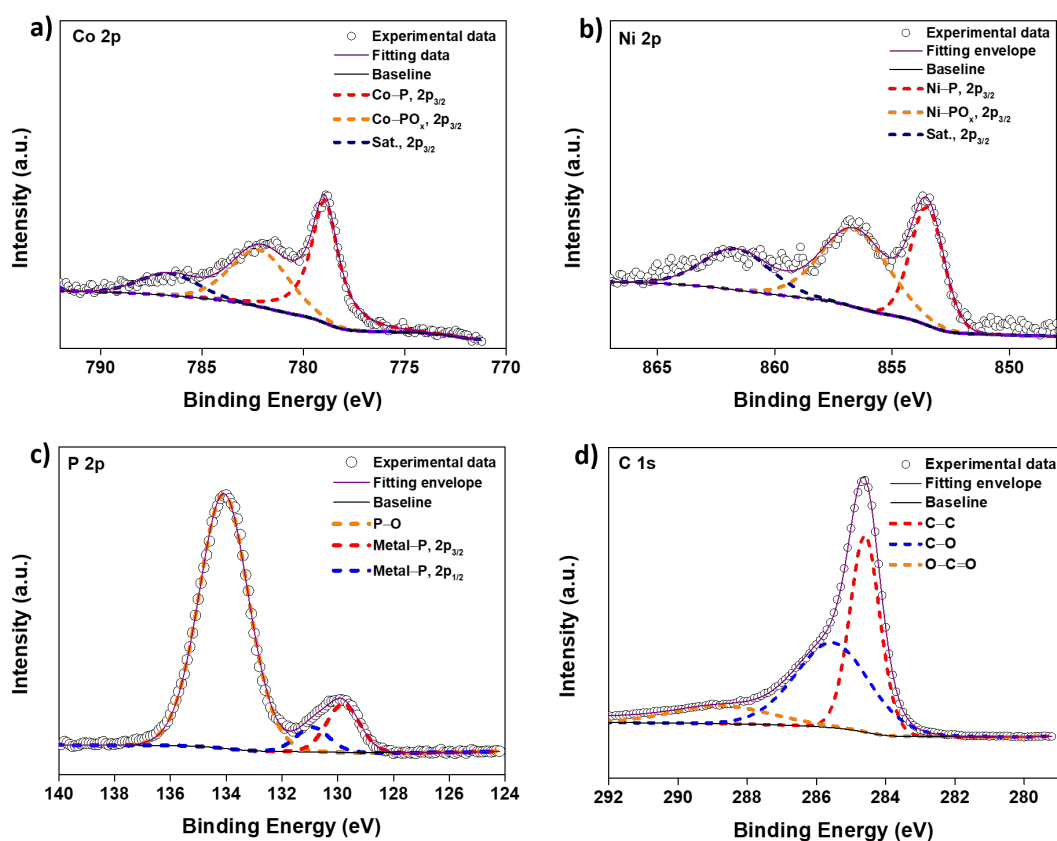 a)
Co 2p
Experimental data
Fitting data
Baseline
Co–P, 2p3/2
Co–POx, 2p3/2
Sat., 2p3/2
Intensity (a.u.)
790 785 780 775 770
Binding Energy (eV)
b)
Ni 2p
Experimental data
Fitting envelope
Baseline
Ni–P, 2p3/2
Ni–POx, 2p3/2
Sat., 2p3/2
Intensity (a.u.)
865 860 855 850
Binding Energy (eV)
c)
P 2p
Experimental data
Fitting envelope
Baseline
P–O
Metal–P, 2p3/2
Metal–P, 2p1/2
Intensity (a.u.)
140 138 136 134 132 130 128 126 124
Binding Energy (eV)
d)
C 1s
Experimental data
Fitting envelope
Baseline
C–C
C–O
O–C=O
Intensity (a.u.)
292 290 288 286 284 282 280
Binding Energy (eV)